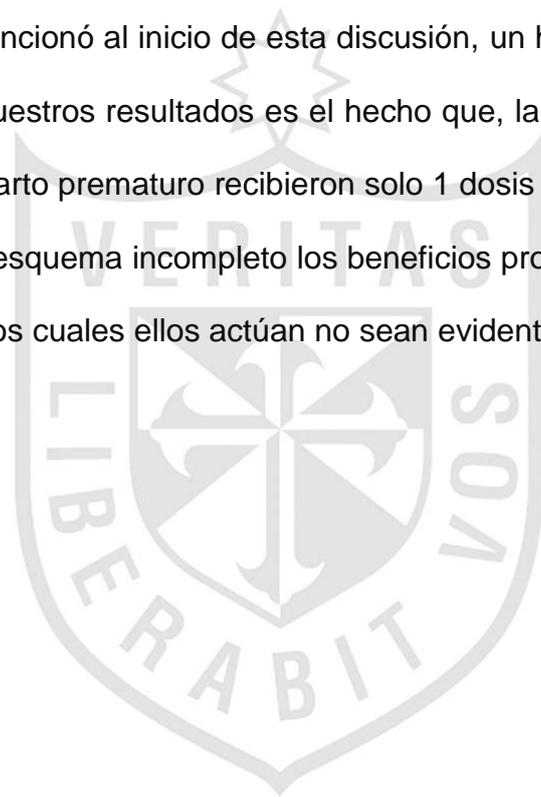 ncionó al inicio de esta discusión, un h
uestros resultados es el hecho que, la
arto prematuro recibieron solo 1 dosis
esquema incompleto los beneficios pro
os cuales ellos actúan no sean evident
VERITAS
LIBERABIT
VOS